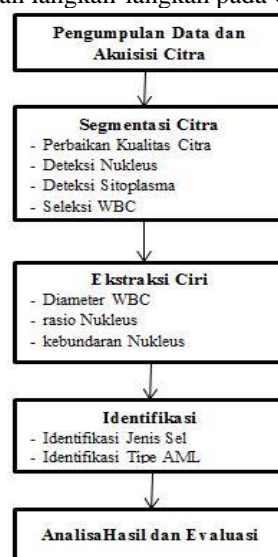 Pengumpulan Data dan
Akuisisi Citra
Segmentasi Citra
- Perbaikan Kualitas Citra
- Deteksi Nukleus
- Deteksi Sitoplasma
- Seleksi WBC
Ekstraksi Ciri
- Diameter WBC
- rasio Nukleus
- kebundaran Nukleus
Identifikasi
- Identifikasi Jenis Sel
- Identifikasi Tipe AML
AnalisaHasil dan Evaluasi